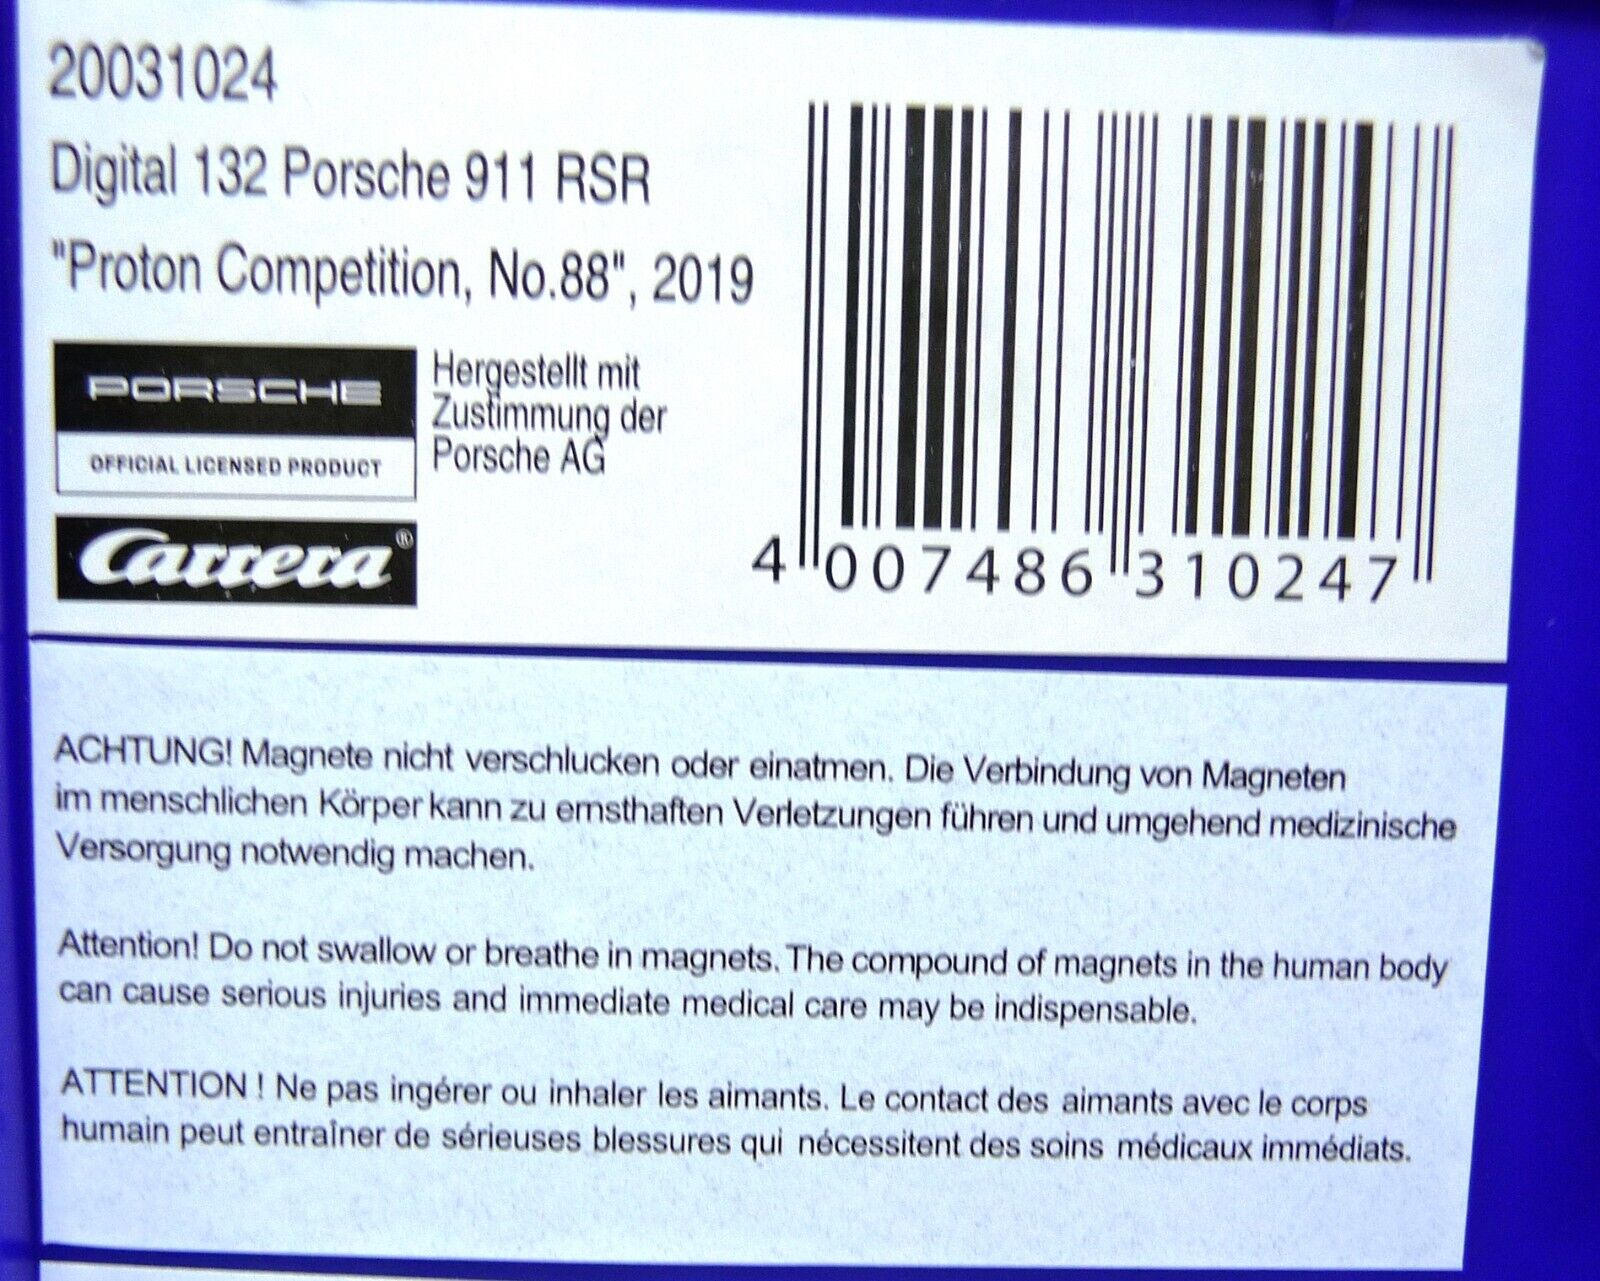 20031024
Digital 132 Porsche 911 RSR
"Proton Competition, No.88", 2019
PORSCHE
OFFICIAL LICENSED PRODUCT
Hergestellt mit
Zustimmung der
Porsche AG
Carrera®
4 007486 310247
ACHTUNG! Magnete nicht verschlucken oder einatmen. Die Verbindung von Magneten
im menschlichen Körper kann zu ernsthaften Verletzungen führen und umgehend medizinische
Versorgung notwendig machen.
Attention! Do not swallow or breathe in magnets. The compound of magnets in the human body
can cause serious injuries and immediate medical care may be indispensable.
ATTENTION ! Ne pas ingérer ou inhaler les aimants. Le contact des aimants avec le corps
humain peut entraîner de sérieuses blessures qui nécessitent des soins médicaux immédiats.